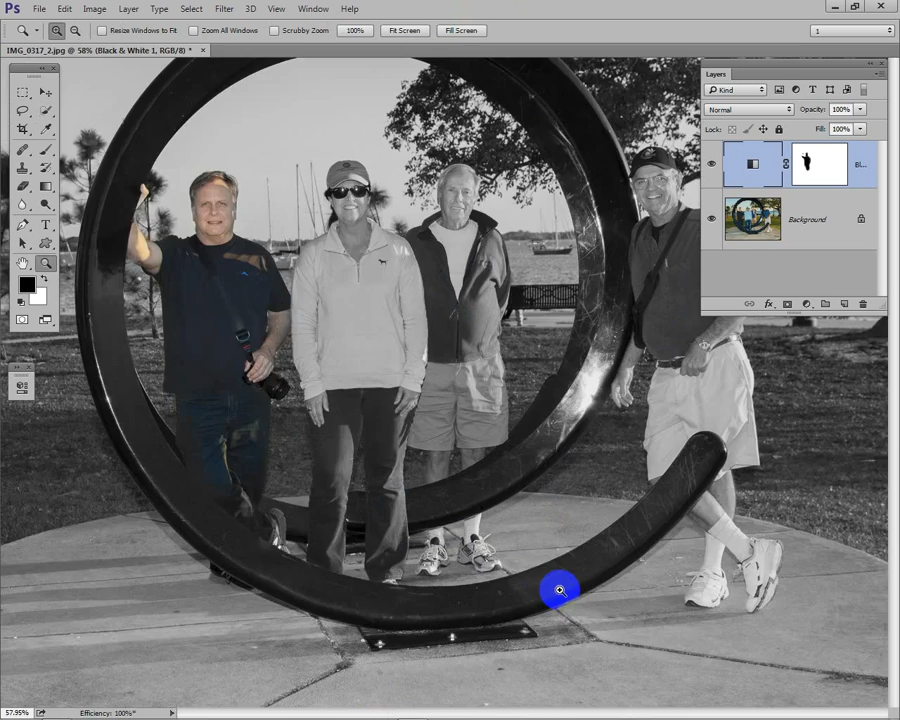 Ps File Edit Image Layer Type Select Filter 3D View Window Help
Resize Windows to Fit Zoom All Windows Scrubby Zoom 100% Fit Screen Fill Screen 1
IMG_0317_2.jpg @ 58% (Black & White 1, RGB/8) * ×
Layers
Kind
Normal Opacity: 100%
Lock: Fill: 100%
Bl...
Background
fx
57.95% Efficiency: 100%*